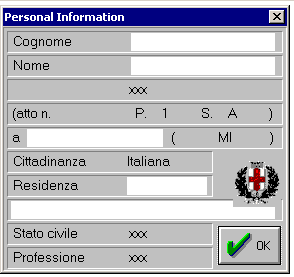 Personal Information
Cognome
Nome
xxx
(atto n. P. 1 S. A )
a ( MI )
Cittadinanza Italiana
Residenza
Stato civile xxx
Professione xxx
OK